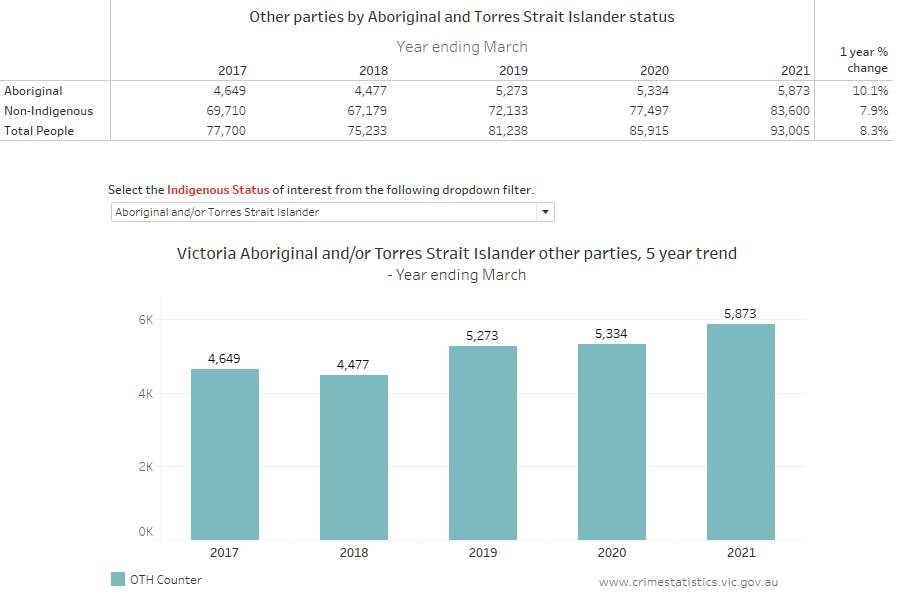 Other parties by Aboriginal and Torres Strait Islander status
Year ending March
1 year %
change
2017 2018 2019 2020 2021
Aboriginal 4,649 4,477 5,273 5,334 5,873 10.1%
Non-Indigenous 69,710 67,179 72,133 77,497 83,600 7.9%
Total People 77,700 75,233 81,238 85,915 93,005 8.3%
Select the Indigenous Status of interest from the following dropdown filter.
Aboriginal and/or Torres Strait Islander
Victoria Aboriginal and/or Torres Strait Islander other parties, 5 year trend
- Year ending March
6K
4K
2K
0K
4,649 4,477 5,273 5,334 5,873
2017 2018 2019 2020 2021
OTH Counter
www.crimestatistics.vic.gov.au